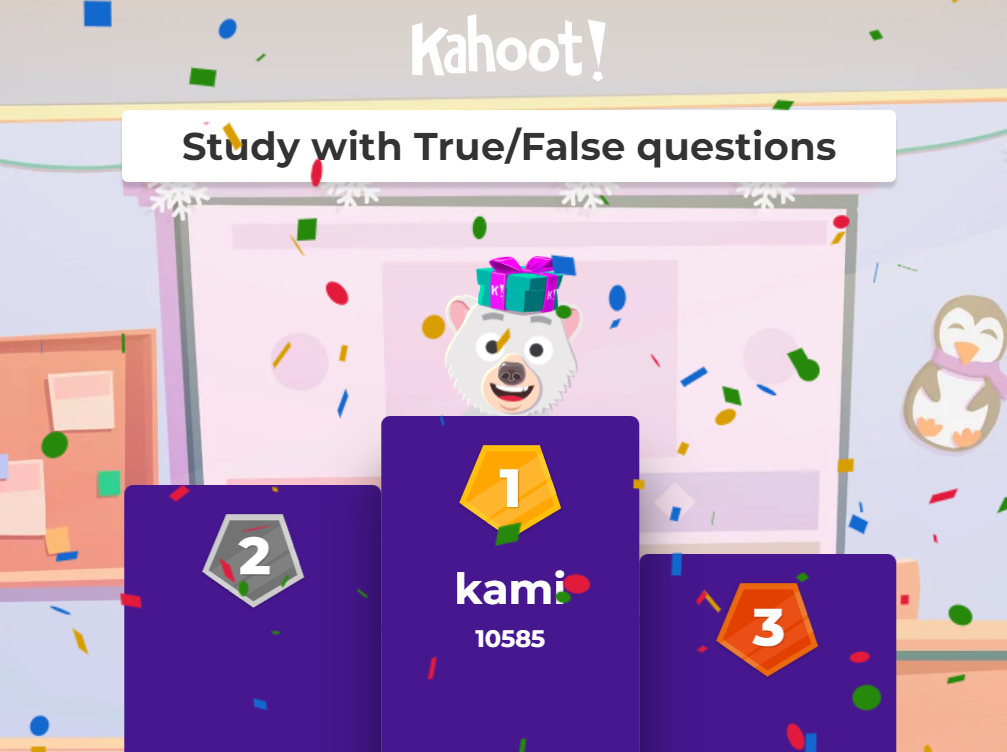 Kahoot!
Study with True/False questions
K!
K!
1
2
kami
10585
3